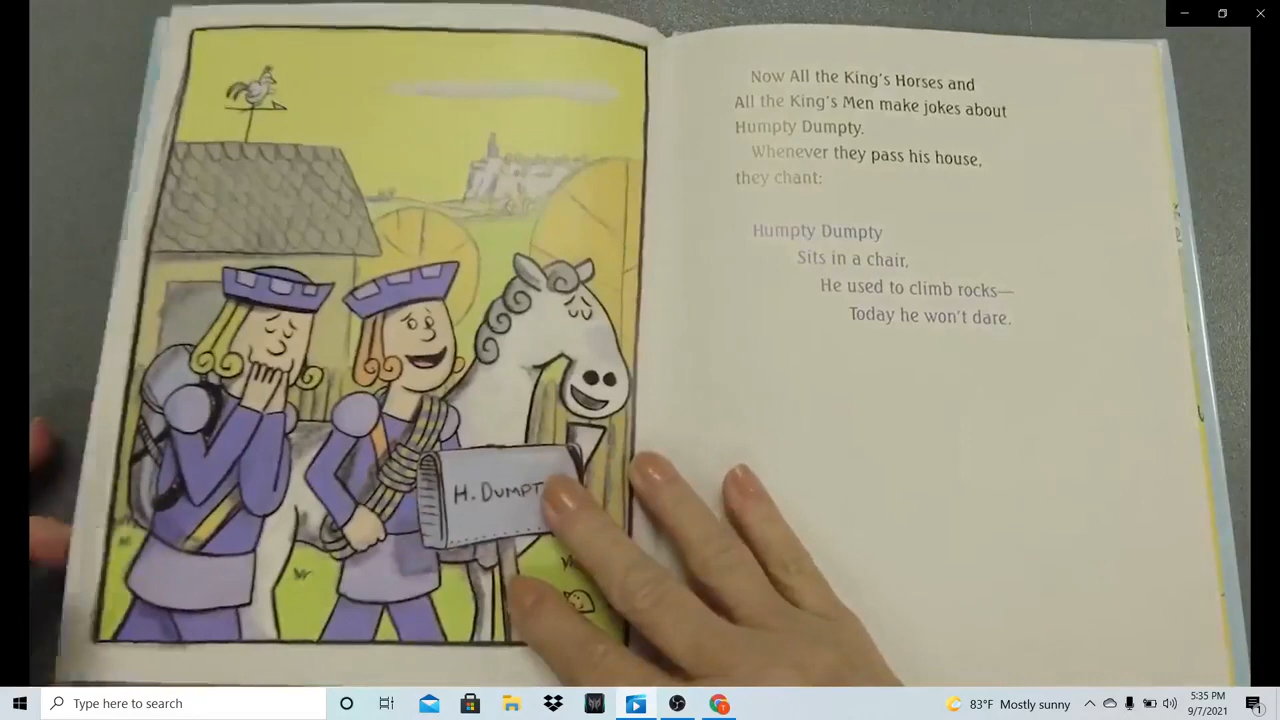 Now All the King's Horses and
All the King's Men make jokes about
Humpty Dumpty.
Whenever they pass his house,
they chant:
Humpty Dumpty
Sits in a chair,
He used to climb rocks—
Today he won't dare.
H. DUMPT
Type here to search
83°F Mostly sunny
5:35 PM
9/7/2021
1